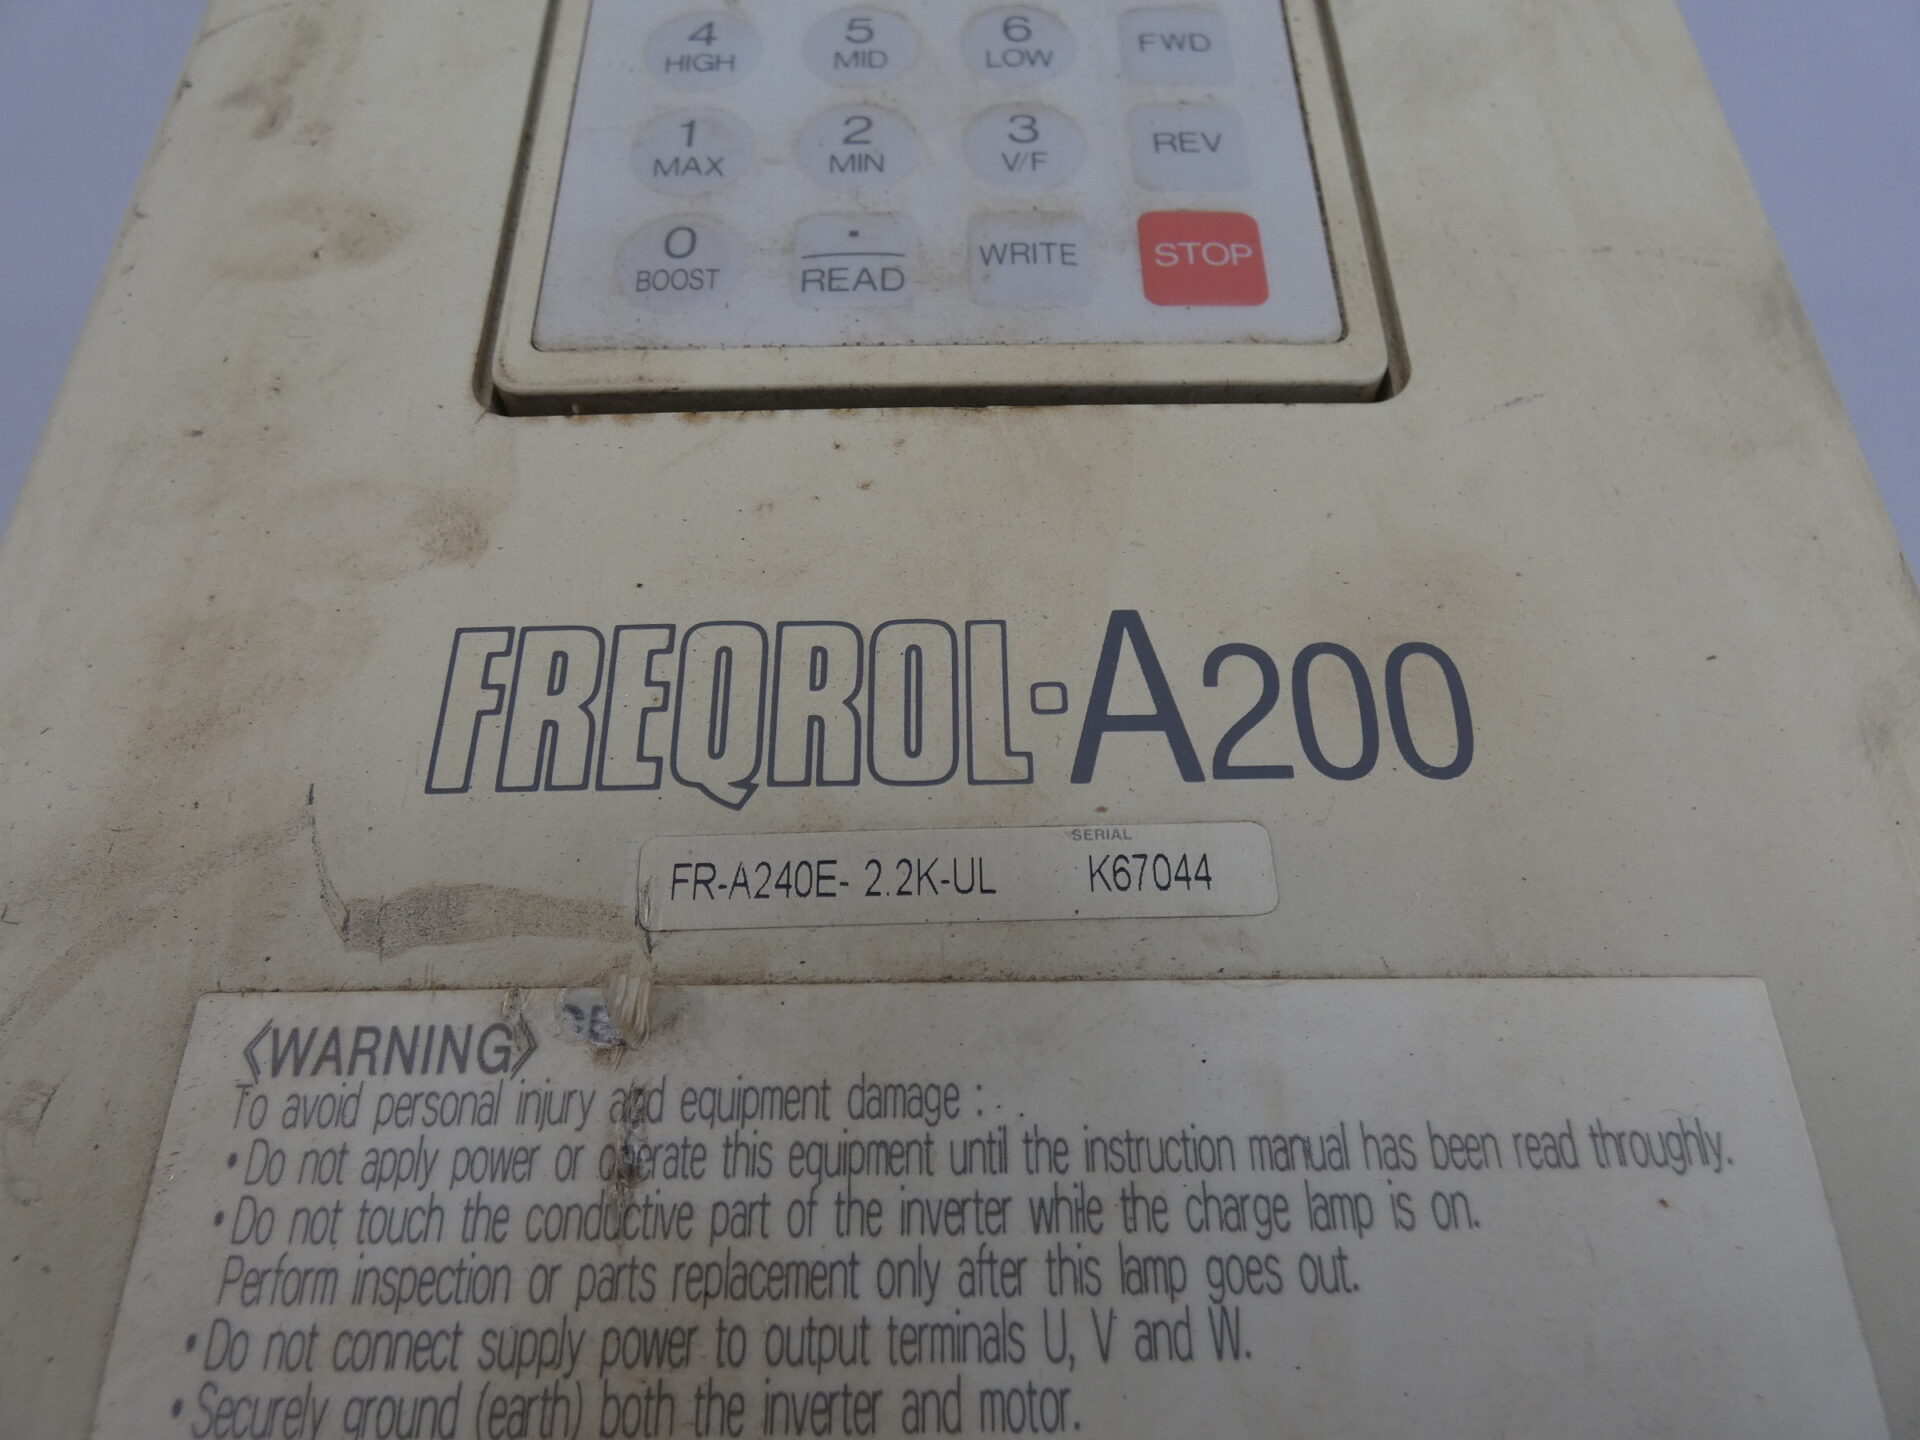 4 5 6 FWD
HIGH MID LOW
1 2 3 REV
MAX MIN V/F
0 · WRITE STOP
BOOST READ
FREQROL-A200
SERIAL
FR-A240E- 2.2K-UL K67044
《WARNING》
To avoid personal injury and equipment damage :
•Do not apply power or operate this equipment until the instruction manual has been read throughly.
•Do not touch the conductive part of the inverter while the charge lamp is on.
Perform inspection or parts replacement only after this lamp goes out.
•Do not connect supply power to output terminals U, V and W.
•Securely ground (earth) both the inverter and motor.